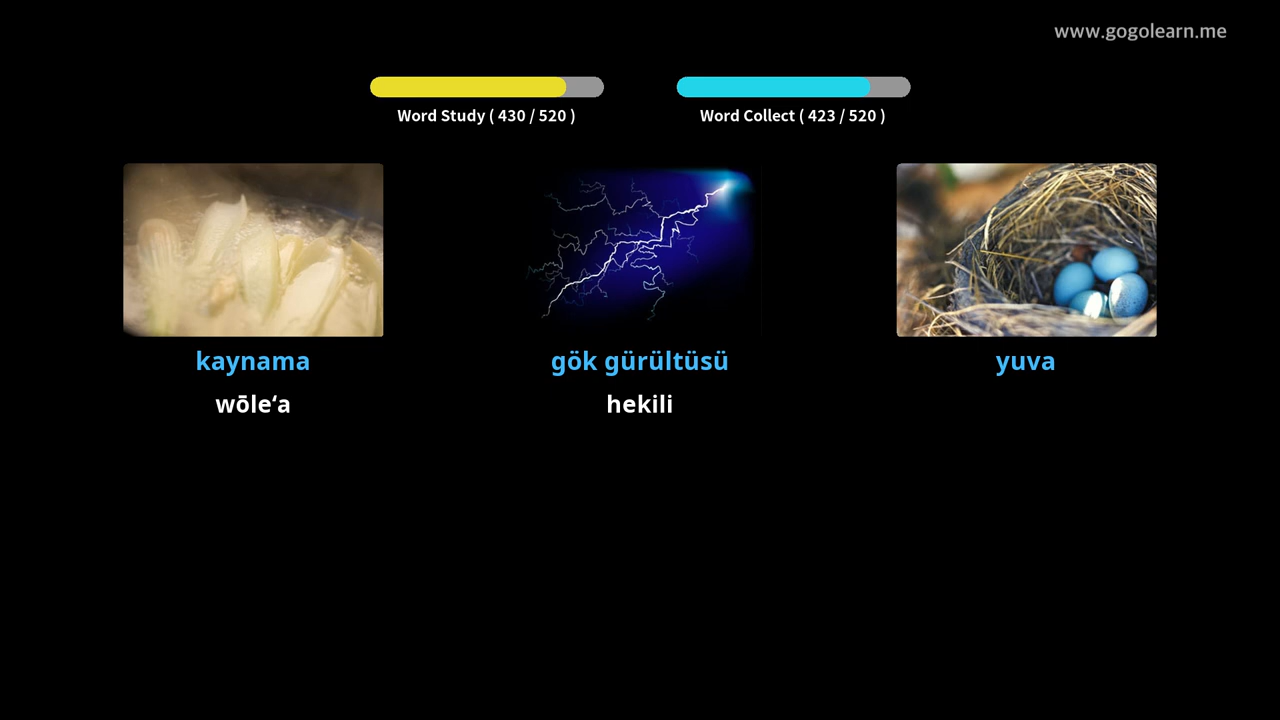 www.gogolearn.me
Word Study ( 430 / 520 )
Word Collect ( 423 / 520 )
kaynama
gök gürültüsü
yuva
wōleʻa
hekili